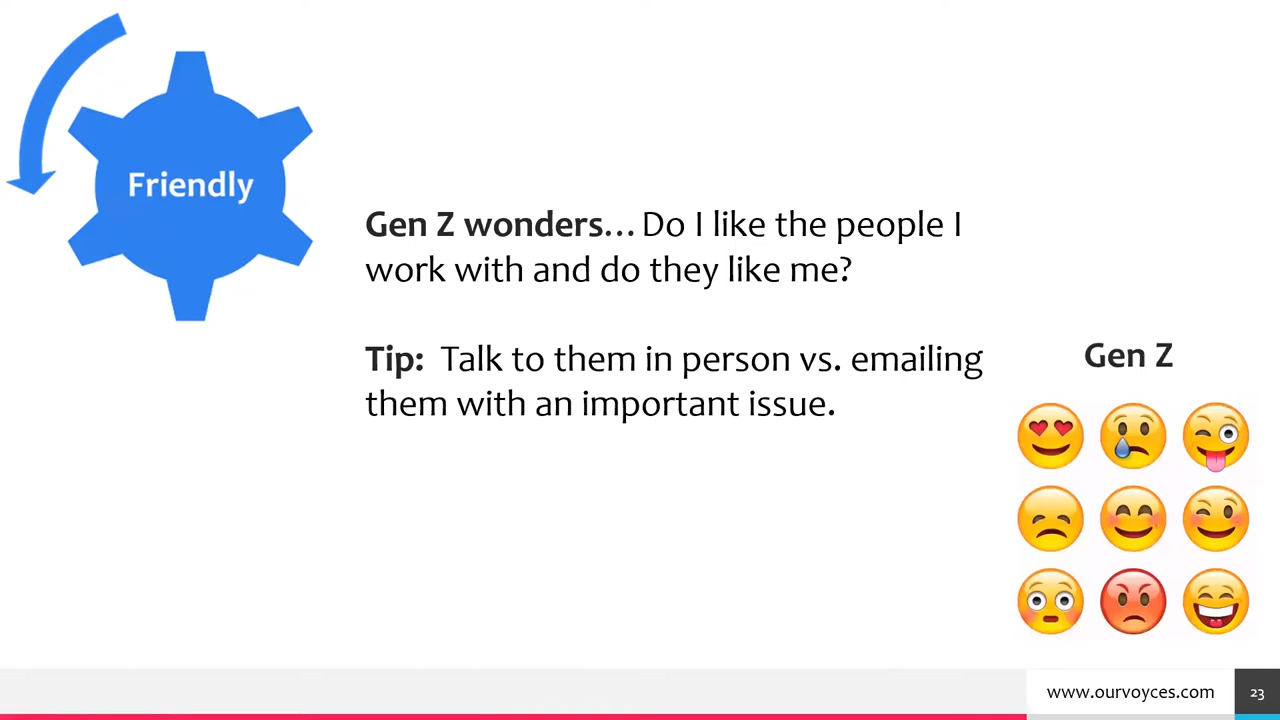 Friendly
Gen Z wonders… Do I like the people I
work with and do they like me?
Tip: Talk to them in person vs. emailing
them with an important issue.
Gen Z
www.ourvoyces.com
23